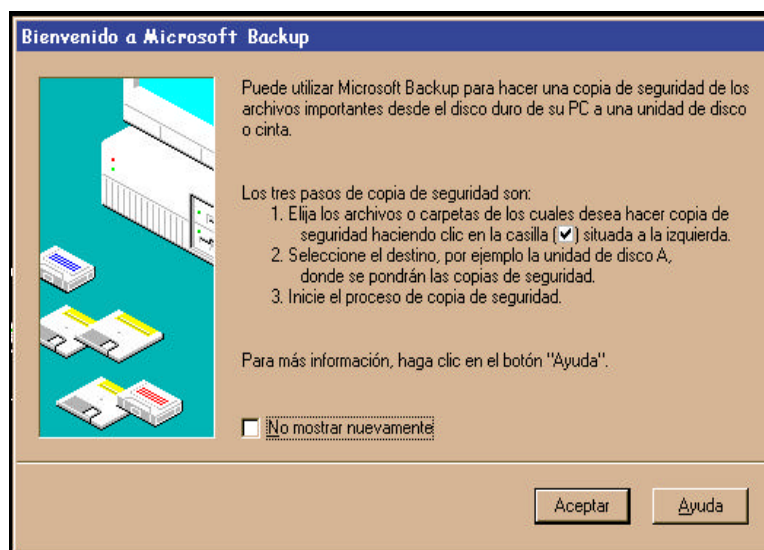 Bienvenido a Microsoft Backup
Puede utilizar Microsoft Backup para hacer una copia de seguridad de los
archivos importantes desde el disco duro de su PC a una unidad de disco
o cinta.
Los tres pasos de copia de seguridad son:
1. Elija los archivos o carpetas de los cuales desea hacer copia de
seguridad haciendo clic en la casilla (✔) situada a la izquierda.
2. Seleccione el destino, por ejemplo la unidad de disco A,
donde se pondrán las copias de seguridad.
3. Inicie el proceso de copia de seguridad.
Para más información, haga clic en el botón "Ayuda".
No mostrar nuevamente
Aceptar
Ayuda